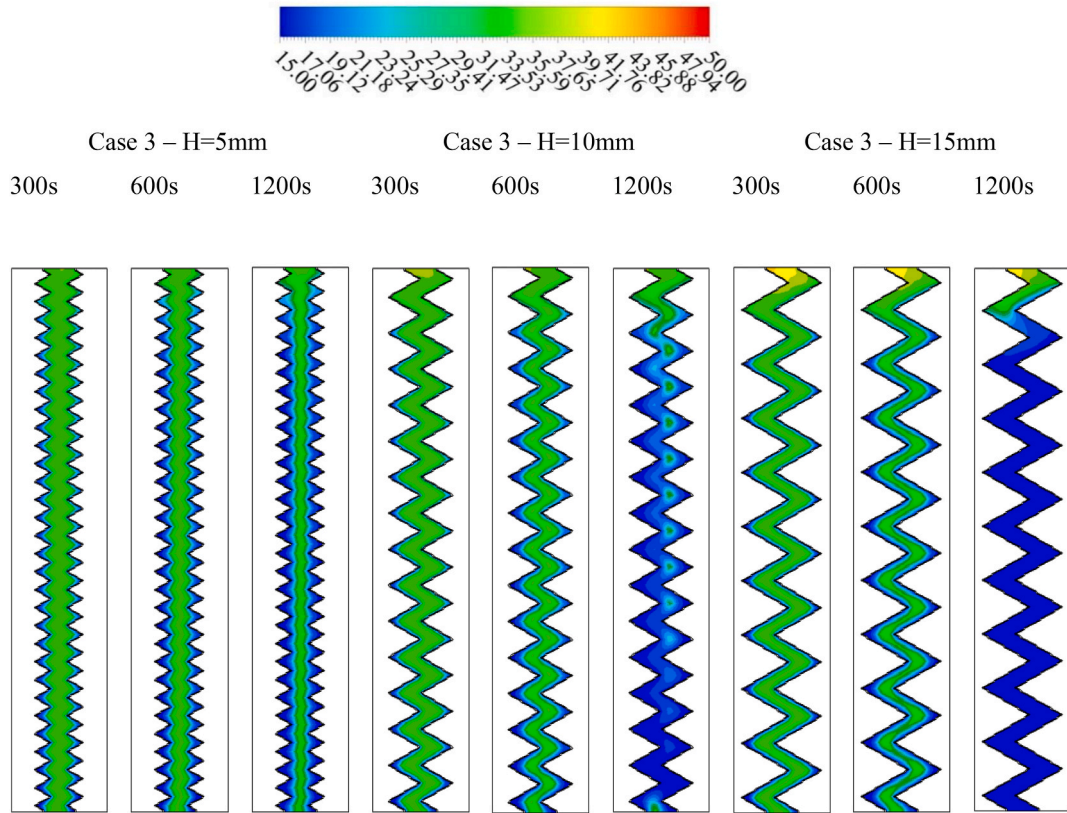 15.00 17.06 19.12 21.18 23.24 25.29 27.35 29.41 31.47 33.53 35.59 37.65 39.71 41.76 43.82 45.88 47.94 50.00
Case 3 – H=5mm Case 3 – H=10mm Case 3 – H=15mm
300s 600s 1200s 300s 600s 1200s 300s 600s 1200s